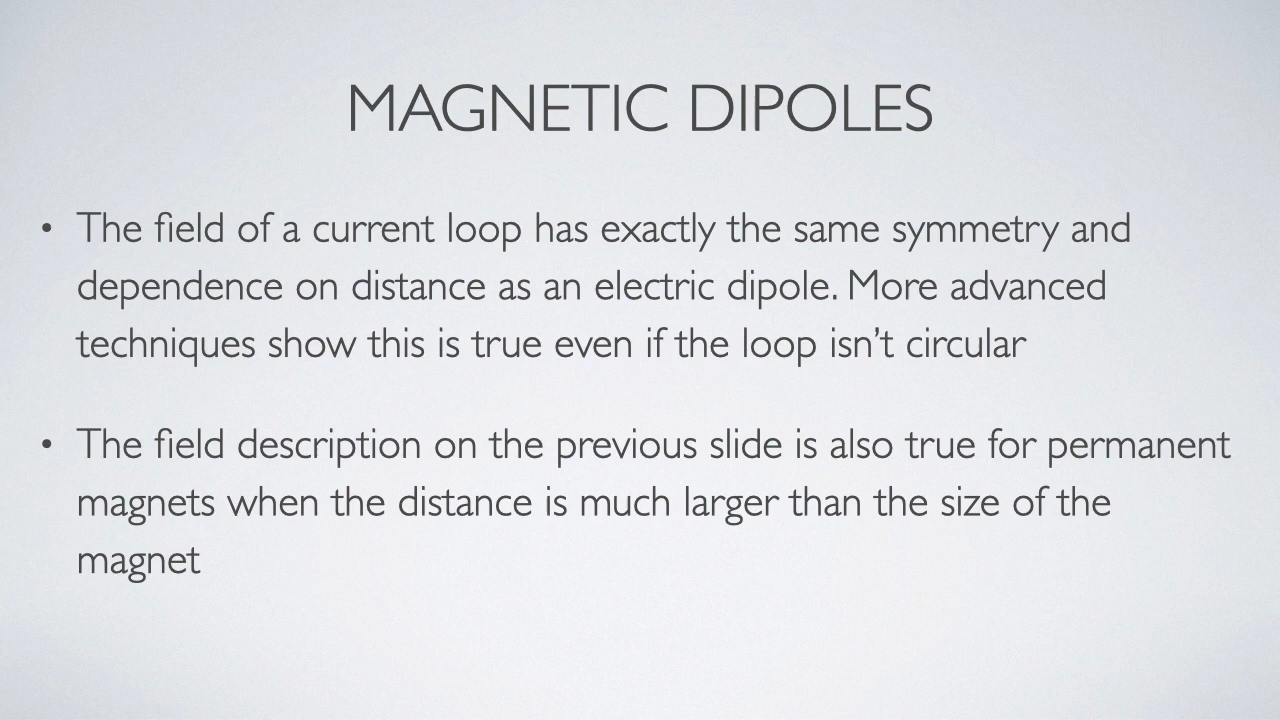 MAGNETIC DIPOLES
• The field of a current loop has exactly the same symmetry and
dependence on distance as an electric dipole. More advanced
techniques show this is true even if the loop isn’t circular
• The field description on the previous slide is also true for permanent
magnets when the distance is much larger than the size of the
magnet